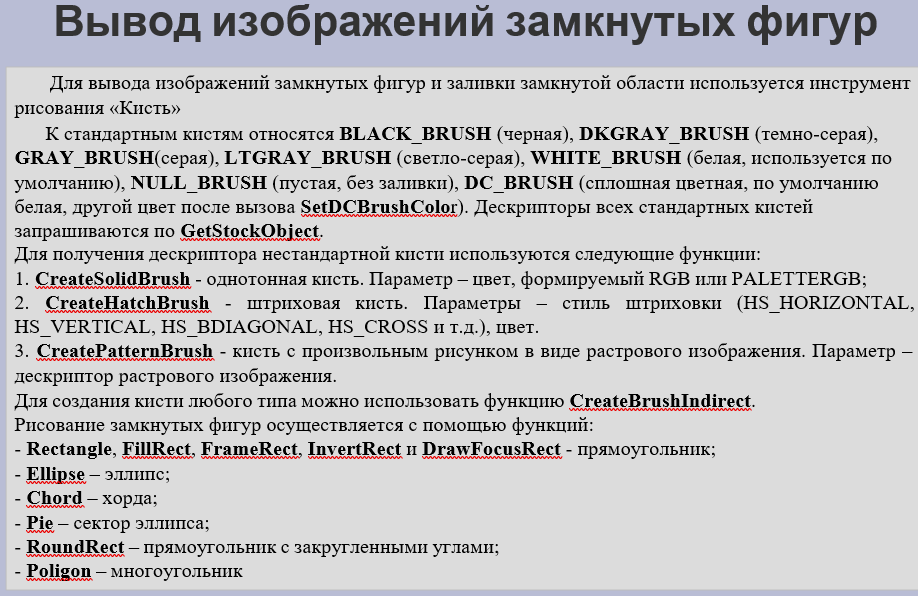 Вывод изображений замкнутых фигур
Для вывода изображений замкнутых фигур и заливки замкнутой области используется инструмент
рисования «Кисть»
К стандартным кистям относятся BLACK_BRUSH (черная), DKGRAY_BRUSH (темно-серая),
GRAY_BRUSH(серая), LTGRAY_BRUSH (светло-серая), WHITE_BRUSH (белая, используется по
умолчанию), NULL_BRUSH (пустая, без заливки), DC_BRUSH (сплошная цветная, по умолчанию
белая, другой цвет после вызова SetDCBrushColor). Дескрипторы всех стандартных кистей
запрашиваются по GetStockObject.
Для получения дескриптора нестандартной кисти используются следующие функции:
1. CreateSolidBrush - однотонная кисть. Параметр – цвет, формируемый RGB или PALETTERGB;
2. CreateHatchBrush - штриховая кисть. Параметры – стиль штриховки (HS_HORIZONTAL,
HS_VERTICAL, HS_BDIAGONAL, HS_CROSS и т.д.), цвет.
3. CreatePatternBrush - кисть с произвольным рисунком в виде растрового изображения. Параметр –
дескриптор растрового изображения.
Для создания кисти любого типа можно использовать функцию CreateBrushIndirect.
Рисование замкнутых фигур осуществляется с помощью функций:
- Rectangle, FillRect, FrameRect, InvertRect и DrawFocusRect - прямоугольник;
- Ellipse – эллипс;
- Chord – хорда;
- Pie – сектор эллипса;
- RoundRect – прямоугольник с закругленными углами;
- Poligon – многоугольник